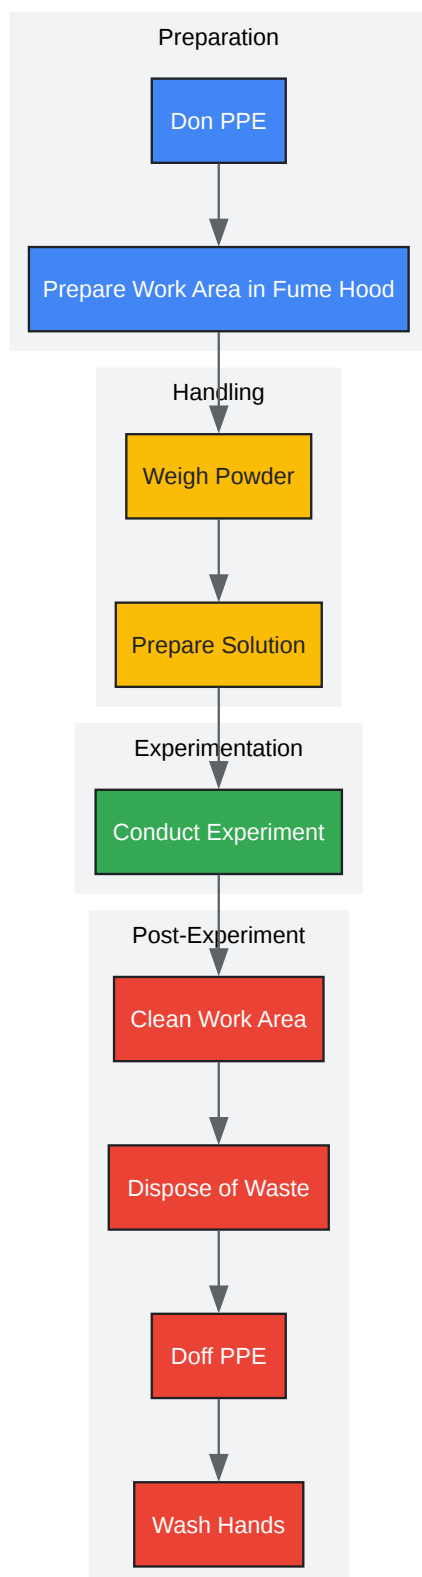 Preparation
Don PPE
Prepare Work Area in Fume Hood
Handling
Weigh Powder
Prepare Solution
Experimentation
Conduct Experiment
Post-Experiment
Clean Work Area
Dispose of Waste
Doff PPE
Wash Hands